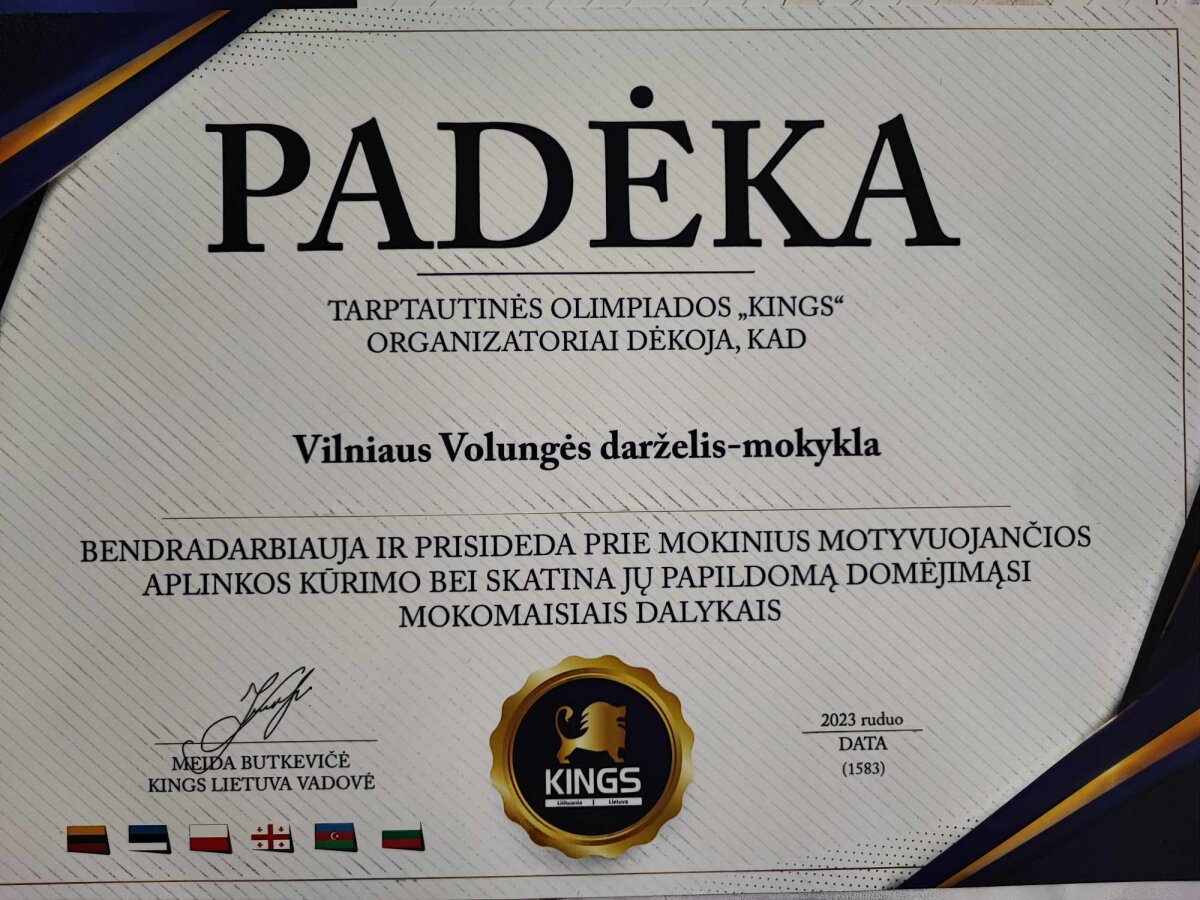 PADĖKA
TARPTAUTINĖS OLIMPIADOS „KINGS“
ORGANIZATORIAI DĖKOJA, KAD
Vilniaus Volungės darželis-mokykla
BENDRADARBIAUJA IR PRISIDEDA PRIE MOKINIUS MOTYVUOJANČIOS
APLINKOS KŪRIMO BEI SKATINA JŲ PAPILDOMĄ DOMĖJIMĄSI
MOKOMAISIAIS DALYKAIS
MEIDA BUTKEVIČĖ
KINGS LIETUVA VADOVĖ
KINGS
Lithuania | Lietuva
2023 ruduo
DATA
(1583)